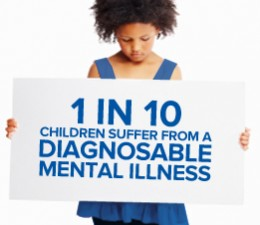 1 IN 10
CHILDREN SUFFER FROM A
DIAGNOSABLE
MENTAL ILLNESS